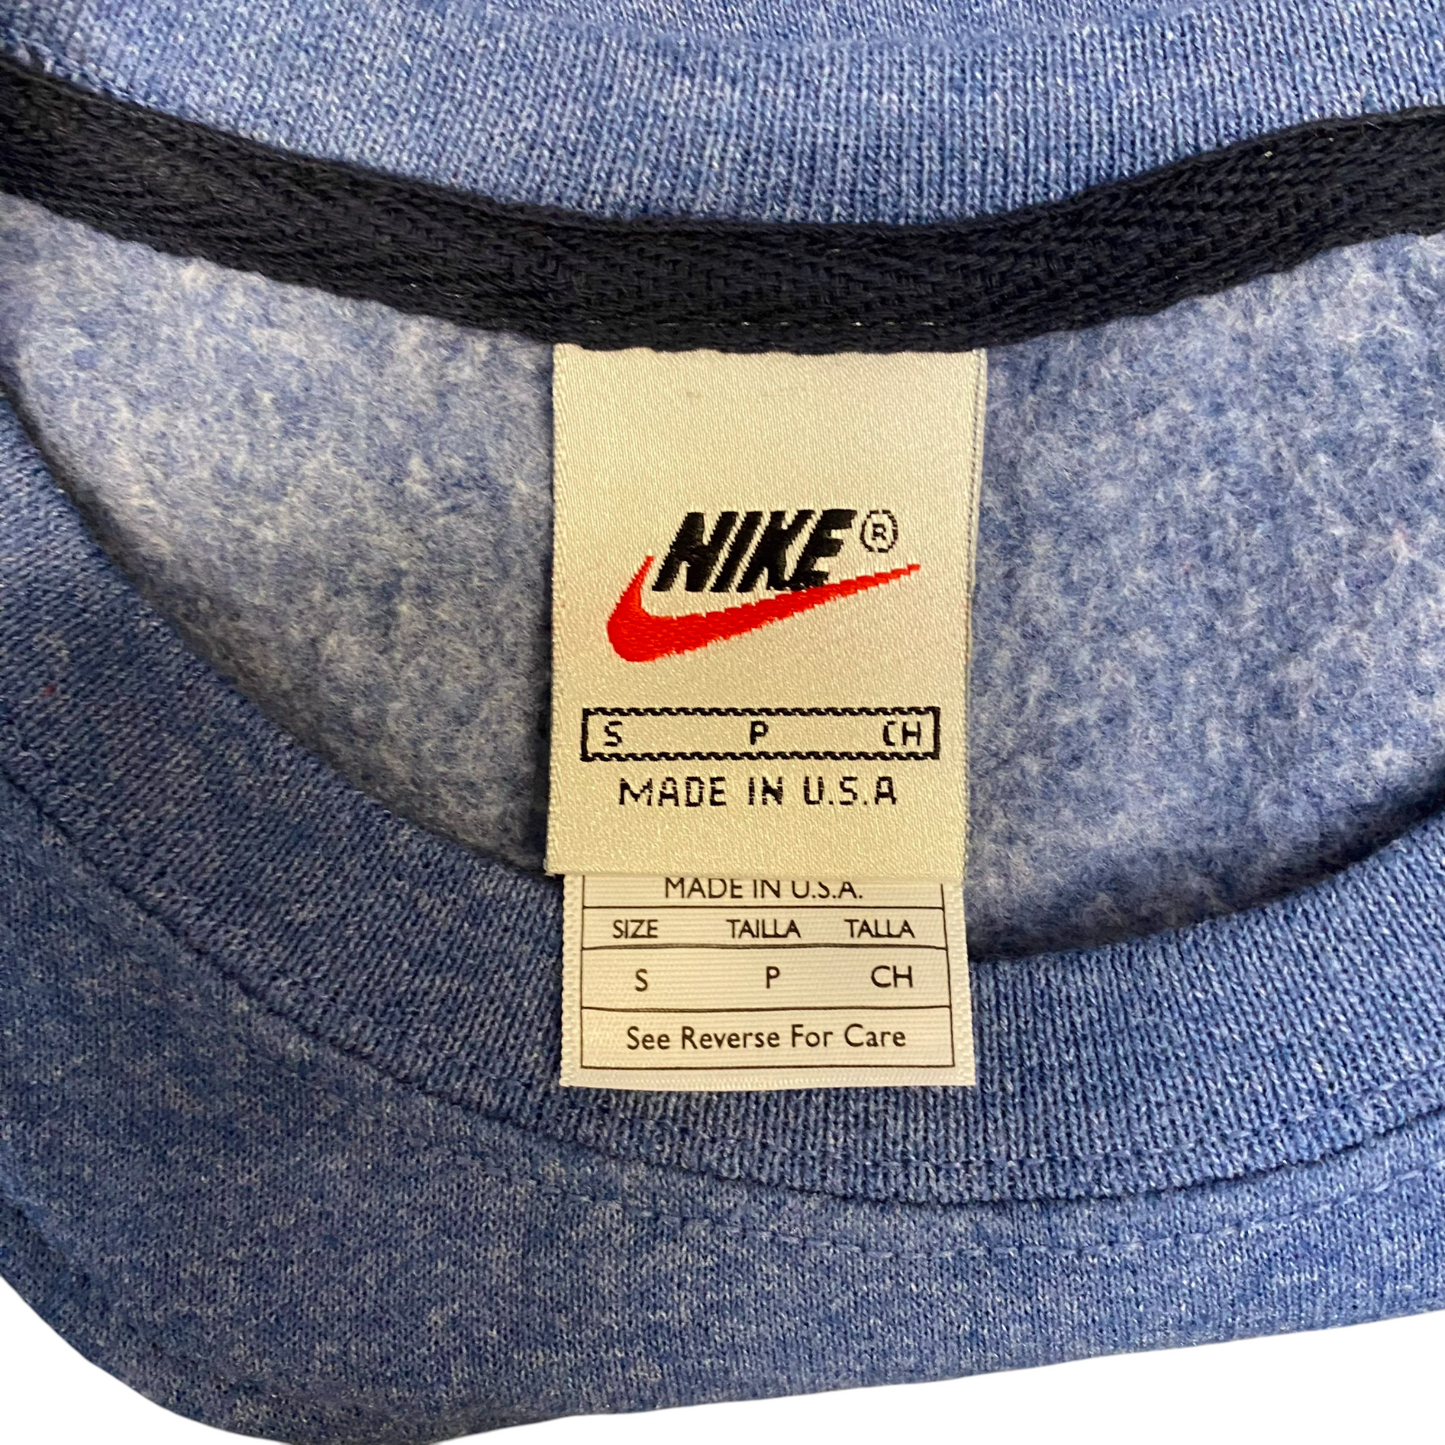 NIKE®
S P CH
MADE IN U.S.A
MADE IN U.S.A.
SIZE TAILLA TALLA
S P CH
See Reverse For Care